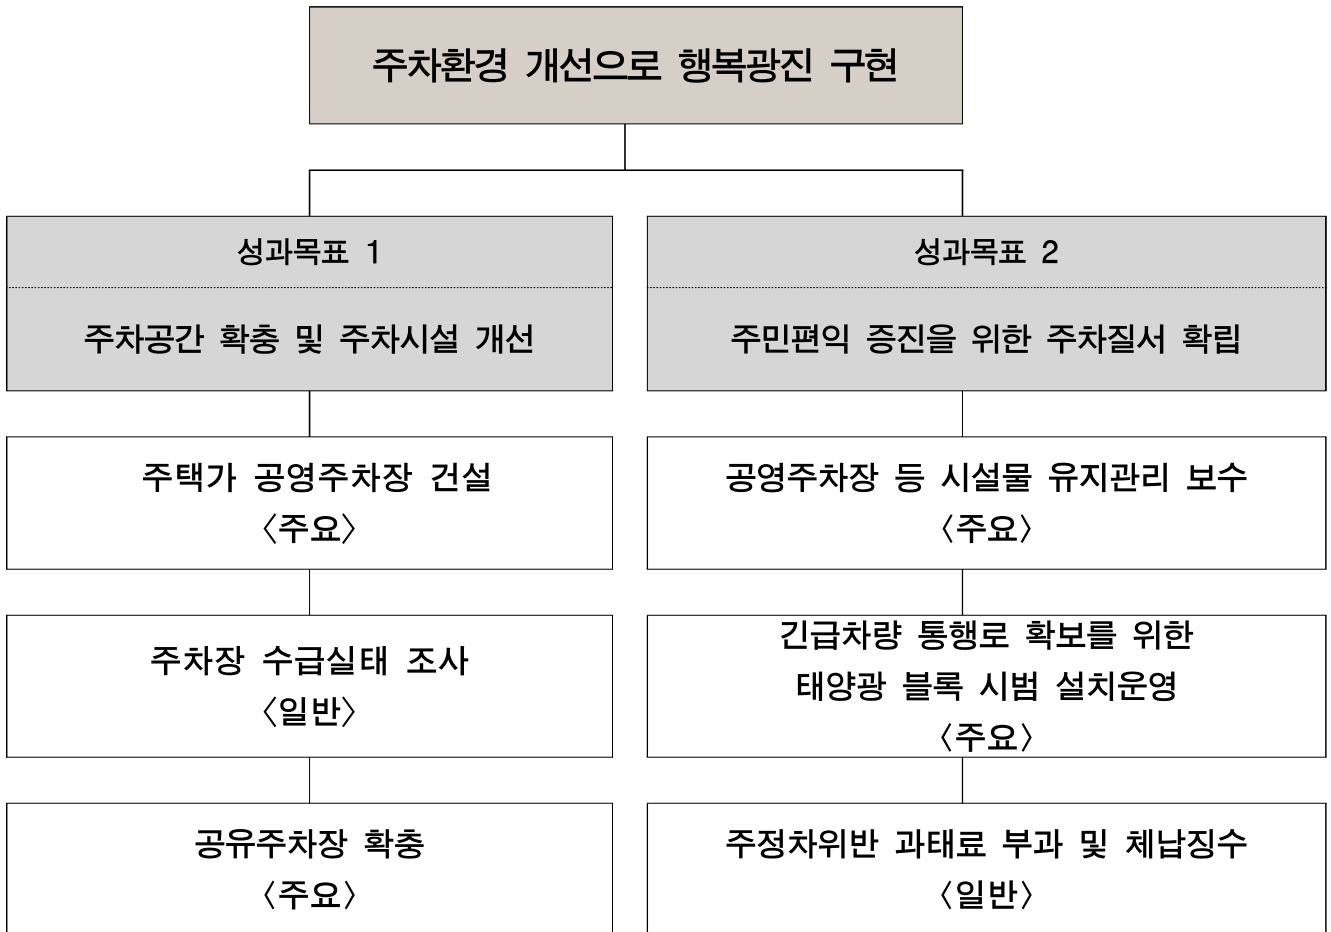 주차환경 개선으로 행복광진 구현
성과목표 1
주차공간 확충 및 주차시설 개선
주택가 공영주차장 건설
〈주요〉
주차장 수급실태 조사
〈일반〉
공유주차장 확충
〈주요〉
성과목표 2
주민편익 증진을 위한 주차질서 확립
공영주차장 등 시설물 유지관리 보수
〈주요〉
긴급차량 통행로 확보를 위한
태양광 블록 시범 설치운영
〈주요〉
주정차위반 과태료 부과 및 체납징수
〈일반〉